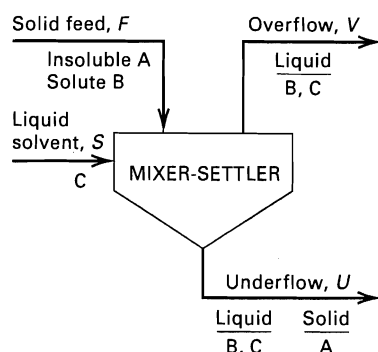 Solid feed, F
Insoluble A
Solute B
Overflow, V
Liquid
B, C
Liquid
solvent, S
C
MIXER-SETTLER
Underflow, U
Liquid Solid
B, C A